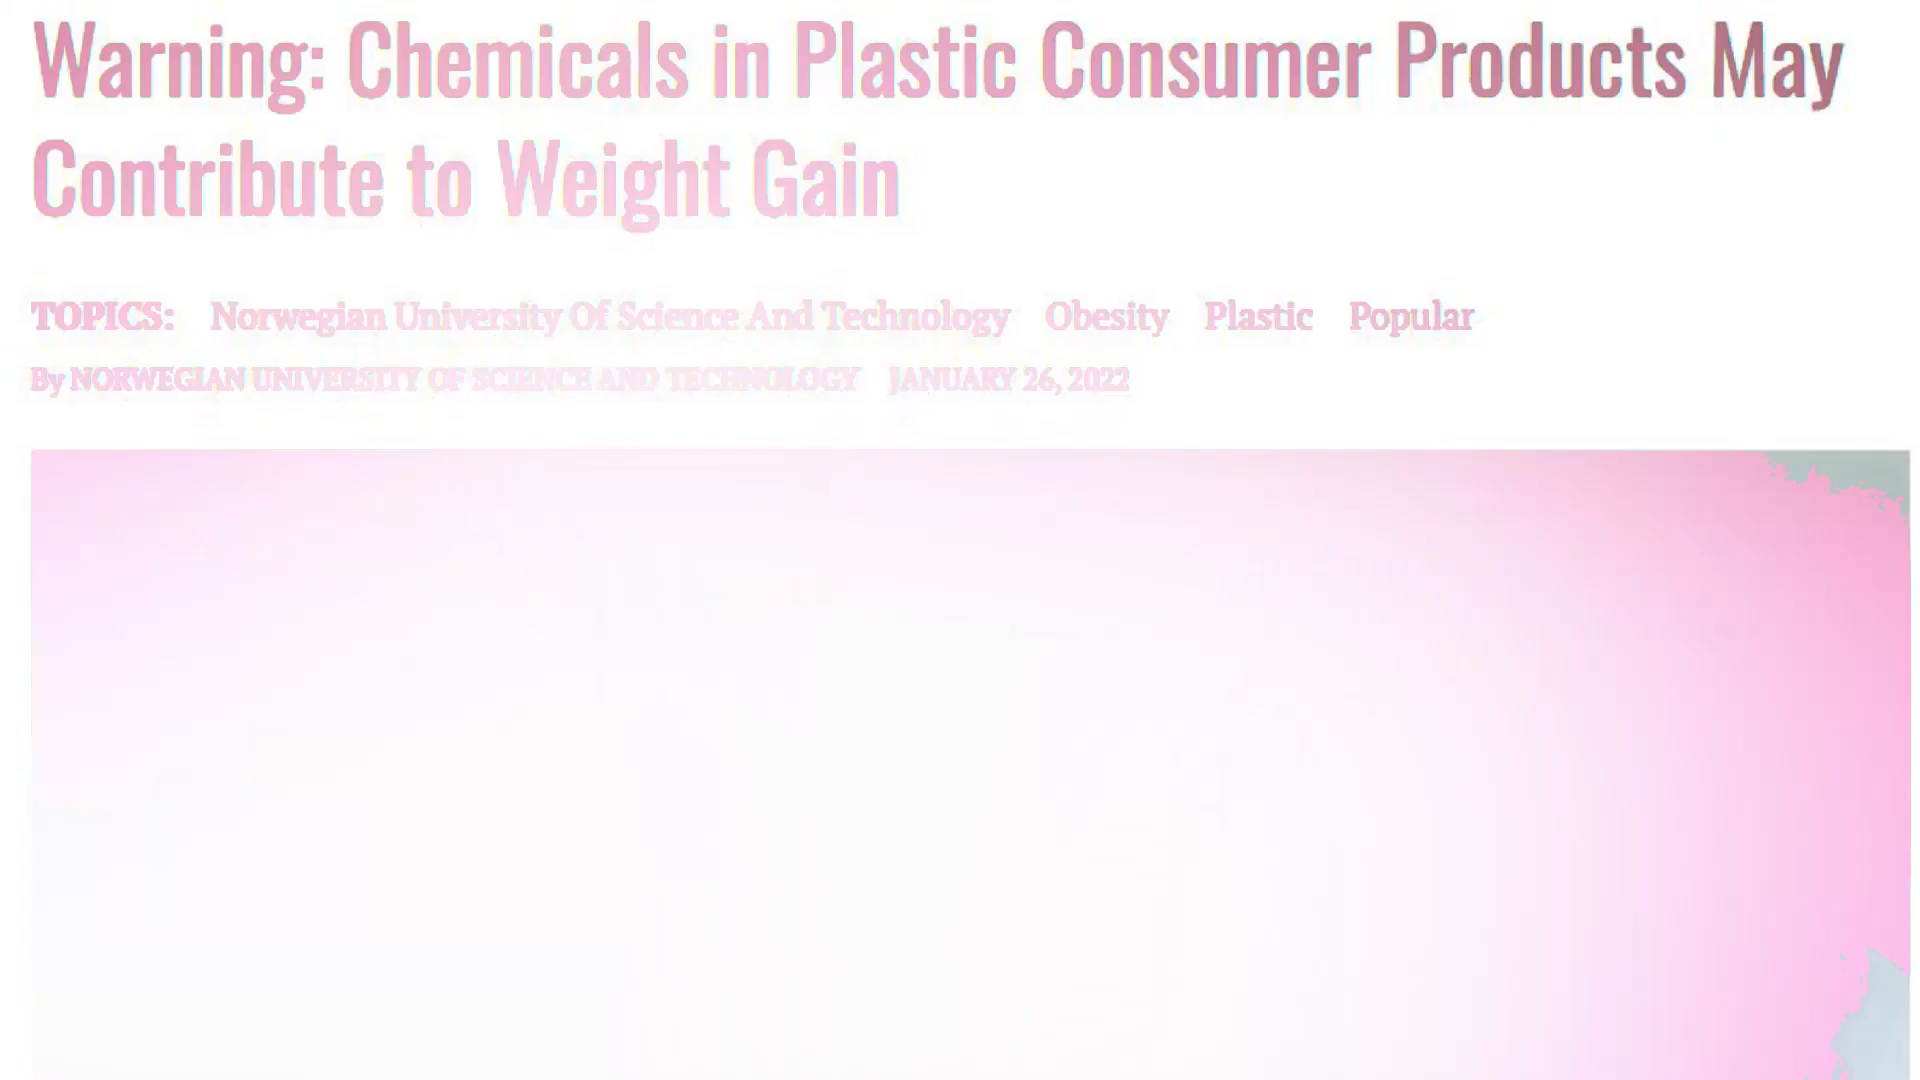 Warning: Chemicals in Plastic Consumer Products May
Contribute to Weight Gain
TOPICS: Norwegian University Of Science And Technology Obesity Plastic Popular
By NORWEGIAN UNIVERSITY OF SCIENCE AND TECHNOLOGY JANUARY 26, 2022